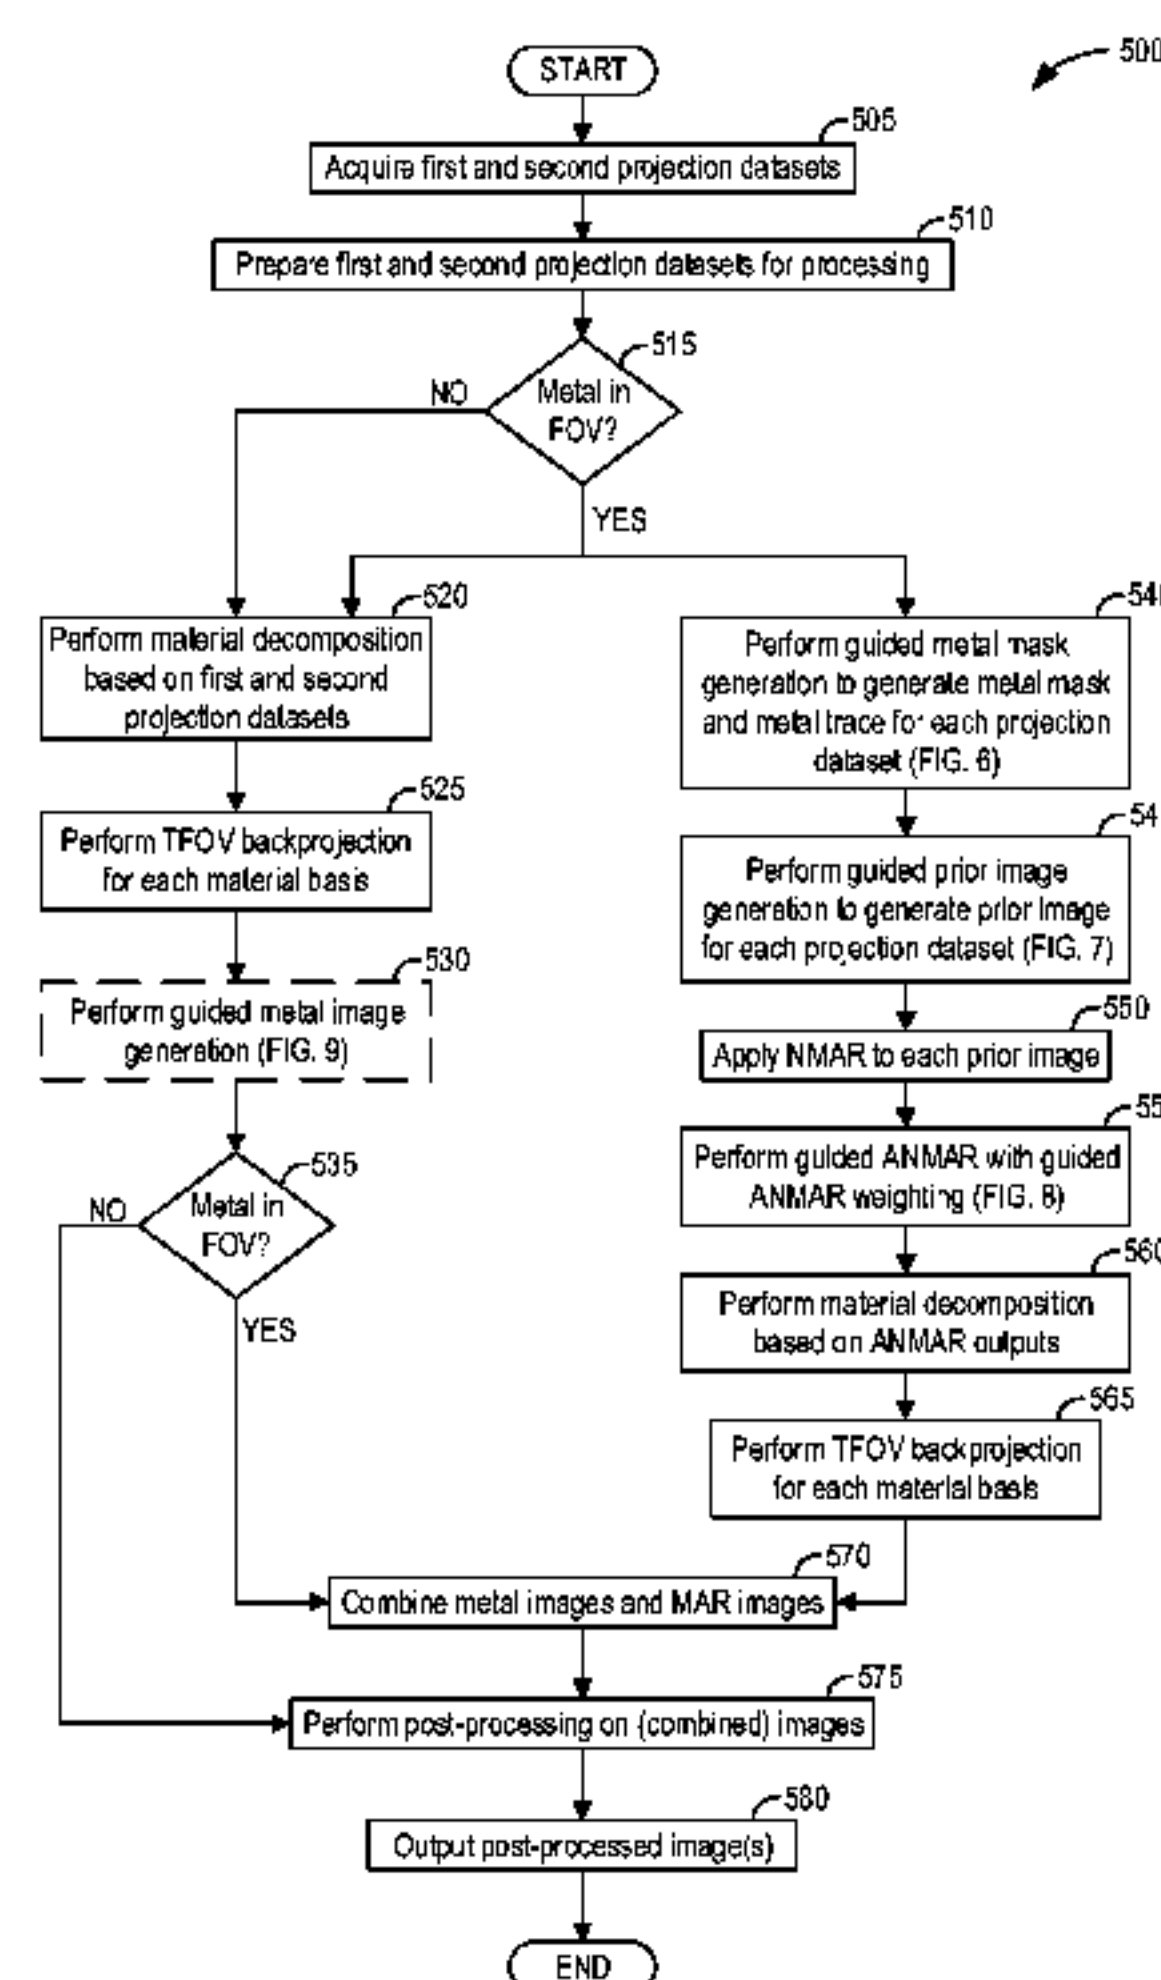 500
START
505
Acquire first and second projection datasets
510
Prepare first and second projection datasets for processing
515
Metal in
FOV?
NO
YES
520
Perform material decomposition
based on first and second
projection datasets
525
Perform TFOV backprojection
for each material basis
530
Perform guided metal image
generation (FIG. 9)
535
Metal in
FOV?
NO
YES
Perform guided metal mask
generation to generate metal mask
and metal trace for each projection
dataset (FIG. 6)
Perform guided prior image
generation to generate prior image
for each projection dataset (FIG. 7)
550
Apply NMAR to each prior image
Perform guided ANMAR with guided
ANMAR weighting (FIG. 8)
560
Perform material decomposition
based on ANMAR outputs
565
Perform TFOV backprojection
for each material basis
570
Combine metal images and MAR images
575
Perform post-processing on (combined) images
580
Output post-processed image(s)
END